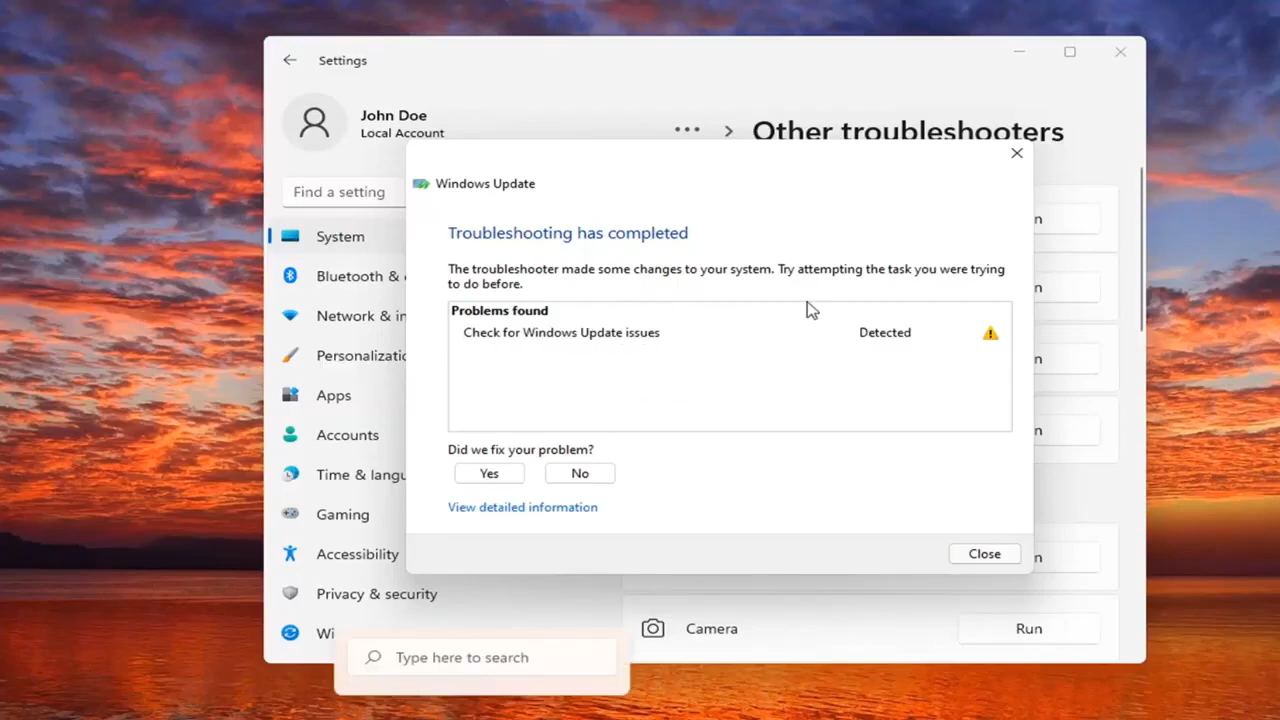 Settings
John Doe
Local Account
Other troubleshooters
Find a setting
System
Bluetooth &
Network & in
Personalizatic
Apps
Accounts
Time & langu
Gaming
Accessibility
Privacy & security
Wi
Windows Update
Troubleshooting has completed
The troubleshooter made some changes to your system. Try attempting the task you were trying
to do before.
Problems found
Check for Windows Update issues Detected
Did we fix your problem?
Yes No
View detailed information
Close
n
n
n
n
n
Camera Run
Type here to search